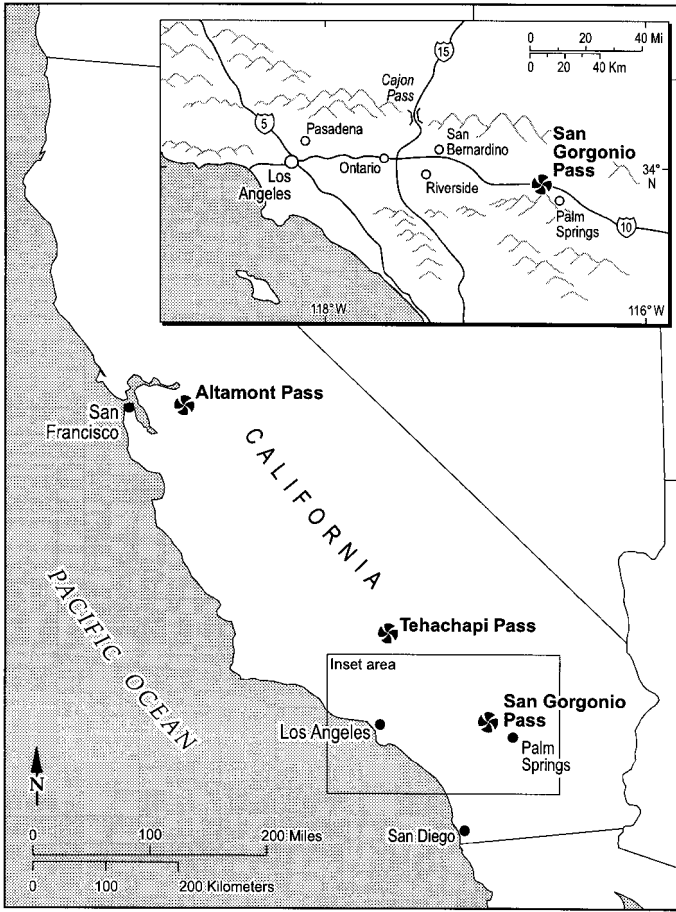 0 20 40 Mi
0 20 40 Km
15
Cajon
Pass
5
Pasadena
San
Bernardino
San
Gorgonio
Pass
Los
Angeles
Ontario
Riverside
34°
N
Palm
Springs
10
118° W
116° W
San
Francisco
Altamont Pass
CALIFORNIA
PACIFIC OCEAN
Tehachapi Pass
Inset area
San Gorgonio
Pass
Los Angeles
Palm
Springs
N
San Diego
0 100 200 Miles
0 100 200 Kilometers